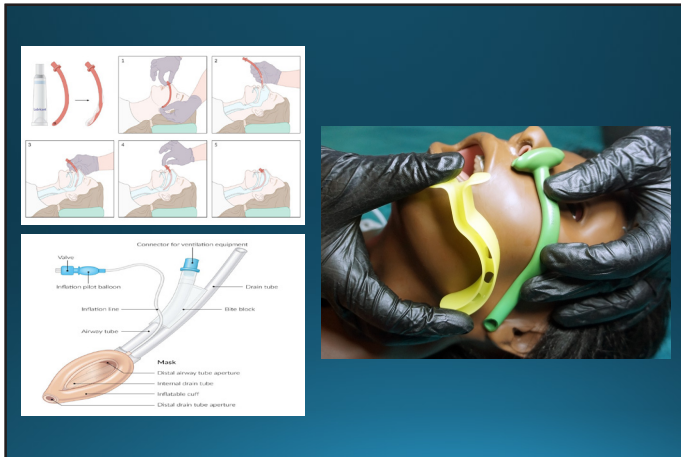 1
2
3
4
5
Connector for ventilation equipment
Valve
Drain tube
Inflation pilot balloon
Inflation line
Bite block
Airway tube
Mask
Distal airway tube aperture
Internal drain tube
Inflatable cuff
Distal drain tube aperture